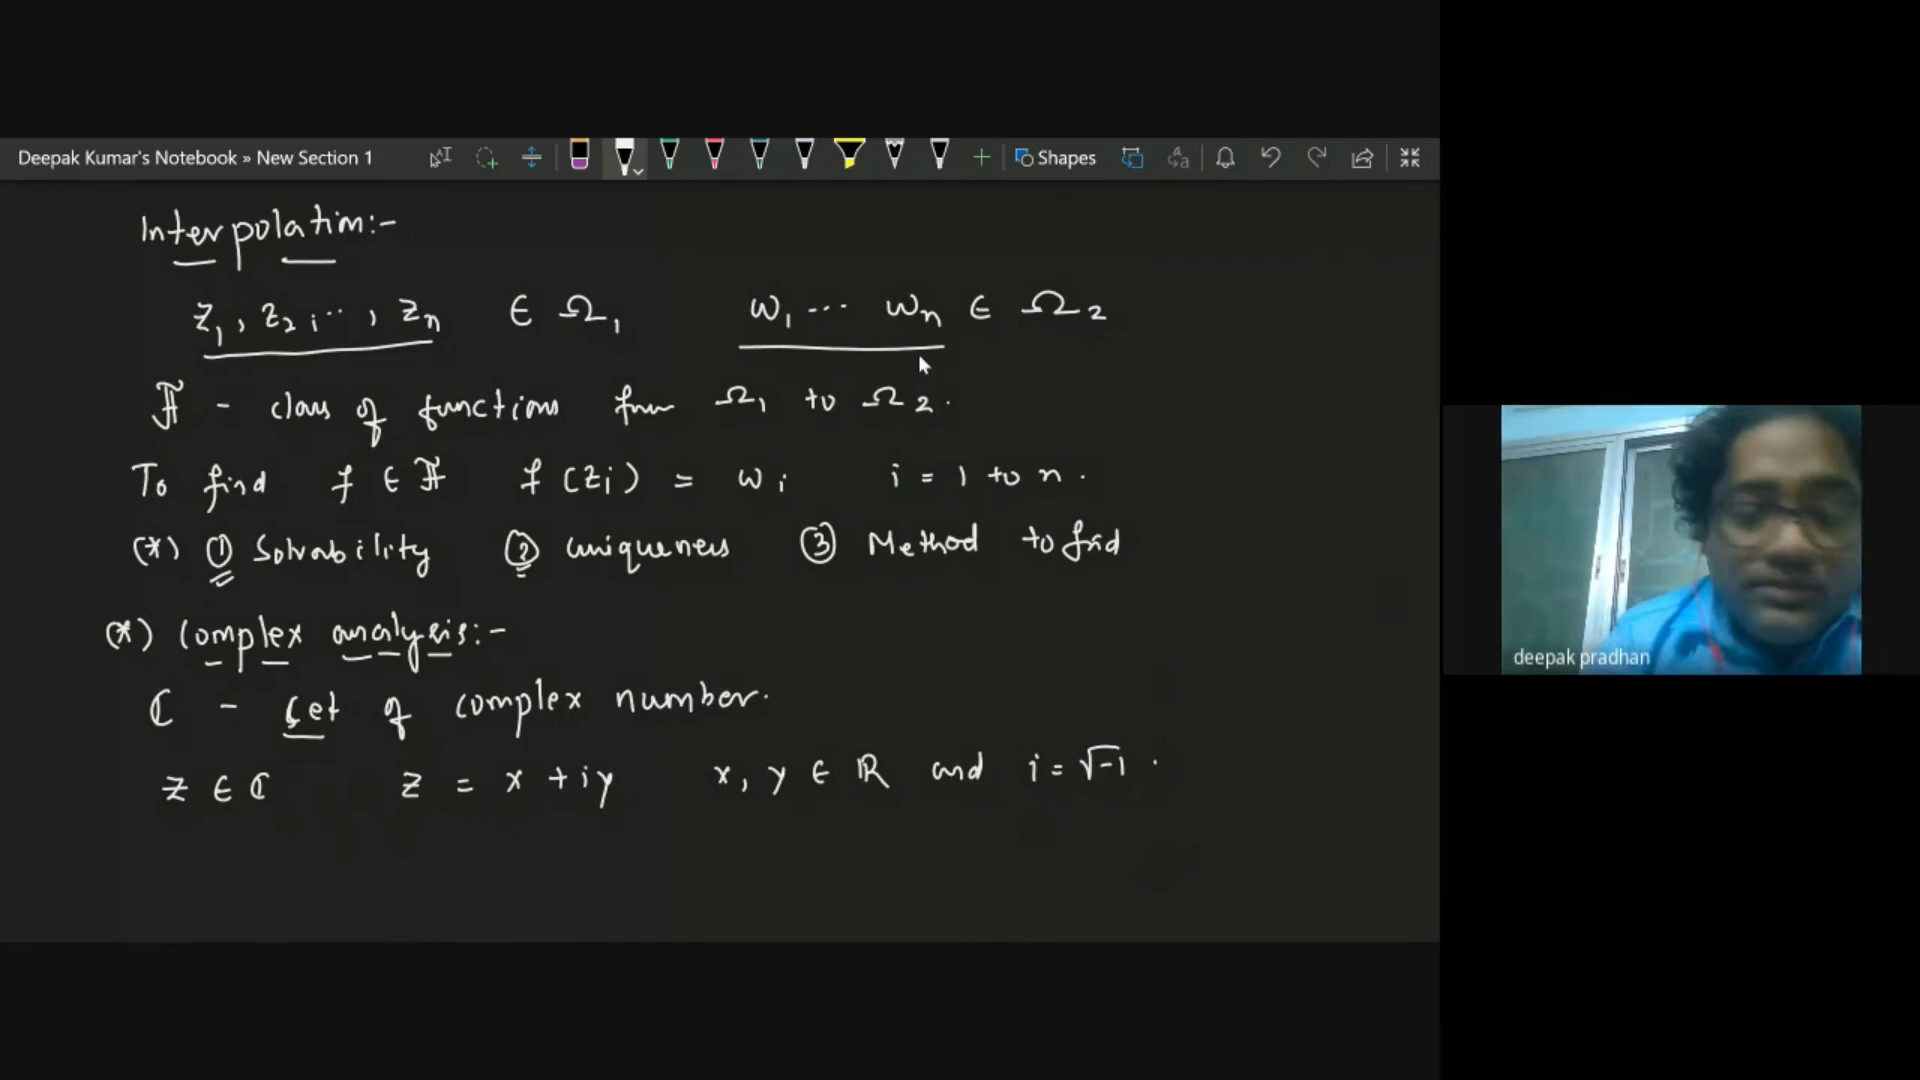 Deepak Kumar's Notebook » New Section 1
Shapes
Interpolation:-
z₁, z₂,..., zₙ ∈ Ω₁ w₁ ... wₙ ∈ Ω₂
𝓕 - class of functions from Ω₁ to Ω₂.
To find f ∈ 𝓕 f(zᵢ) = wᵢ i = 1 to n.
(*) ① Solvability ② uniqueness ③ Method to find
(*) Complex analysis:-
ℂ - set of complex number.
z ∈ ℂ z = x + iy x, y ∈ ℝ and i = √-1.
deepak pradhan